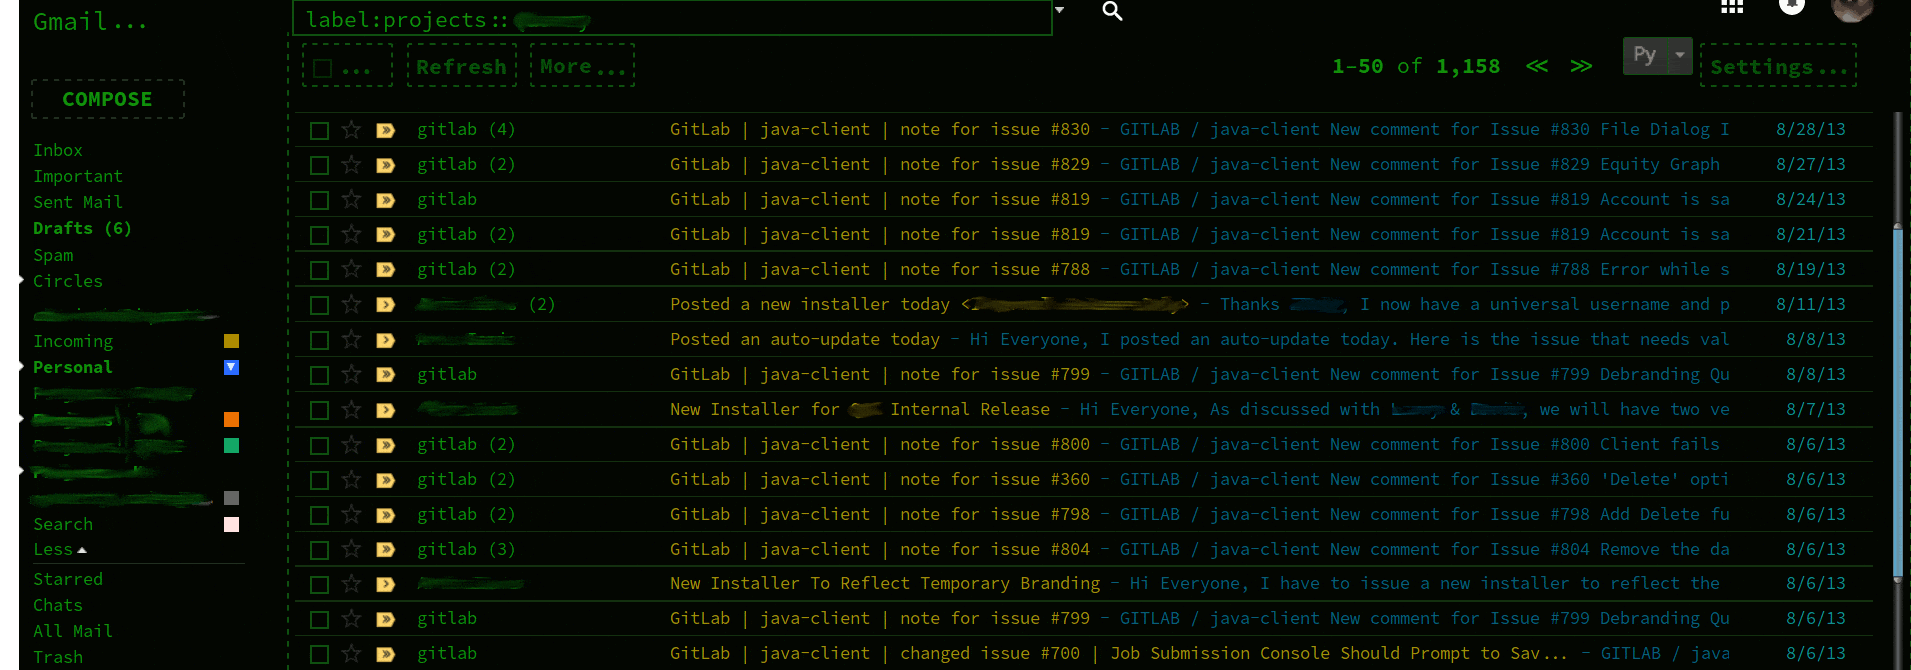 Gmail...
label:projects::
... Refresh More... 1-50 of 1,158 Py Settings...
COMPOSE
Inbox
Important
Sent Mail
Drafts (6)
Spam
Circles
Incoming
Personal
Search
Less
Starred
Chats
All Mail
Trash
gitlab (4) GitLab | java-client | note for issue #830 - GITLAB / java-client New comment for Issue #830 File Dialog I 8/28/13
gitlab (2) GitLab | java-client | note for issue #829 - GITLAB / java-client New comment for Issue #829 Equity Graph 8/27/13
gitlab GitLab | java-client | note for issue #819 - GITLAB / java-client New comment for Issue #819 Account is sa 8/24/13
gitlab (2) GitLab | java-client | note for issue #819 - GITLAB / java-client New comment for Issue #819 Account is sa 8/21/13
gitlab (2) GitLab | java-client | note for issue #788 - GITLAB / java-client New comment for Issue #788 Error while s 8/19/13
(2) Posted a new installer today < > - Thanks , I now have a universal username and p 8/11/13
Posted an auto-update today - Hi Everyone, I posted an auto-update today. Here is the issue that needs val 8/8/13
gitlab GitLab | java-client | note for issue #799 - GITLAB / java-client New comment for Issue #799 Debranding Qu 8/8/13
New Installer for Internal Release - Hi Everyone, As discussed with & , we will have two ve 8/7/13
gitlab (2) GitLab | java-client | note for issue #800 - GITLAB / java-client New comment for Issue #800 Client fails 8/6/13
gitlab (2) GitLab | java-client | note for issue #360 - GITLAB / java-client New comment for Issue #360 'Delete' opti 8/6/13
gitlab (2) GitLab | java-client | note for issue #798 - GITLAB / java-client New comment for Issue #798 Add Delete fu 8/6/13
gitlab (3) GitLab | java-client | note for issue #804 - GITLAB / java-client New comment for Issue #804 Remove the da 8/6/13
New Installer To Reflect Temporary Branding - Hi Everyone, I have to issue a new installer to reflect the 8/6/13
gitlab GitLab | java-client | note for issue #799 - GITLAB / java-client New comment for Issue #799 Debranding Qu 8/6/13
gitlab GitLab | java-client | changed issue #700 | Job Submission Console Should Prompt to Sav... - GITLAB / java 8/6/13